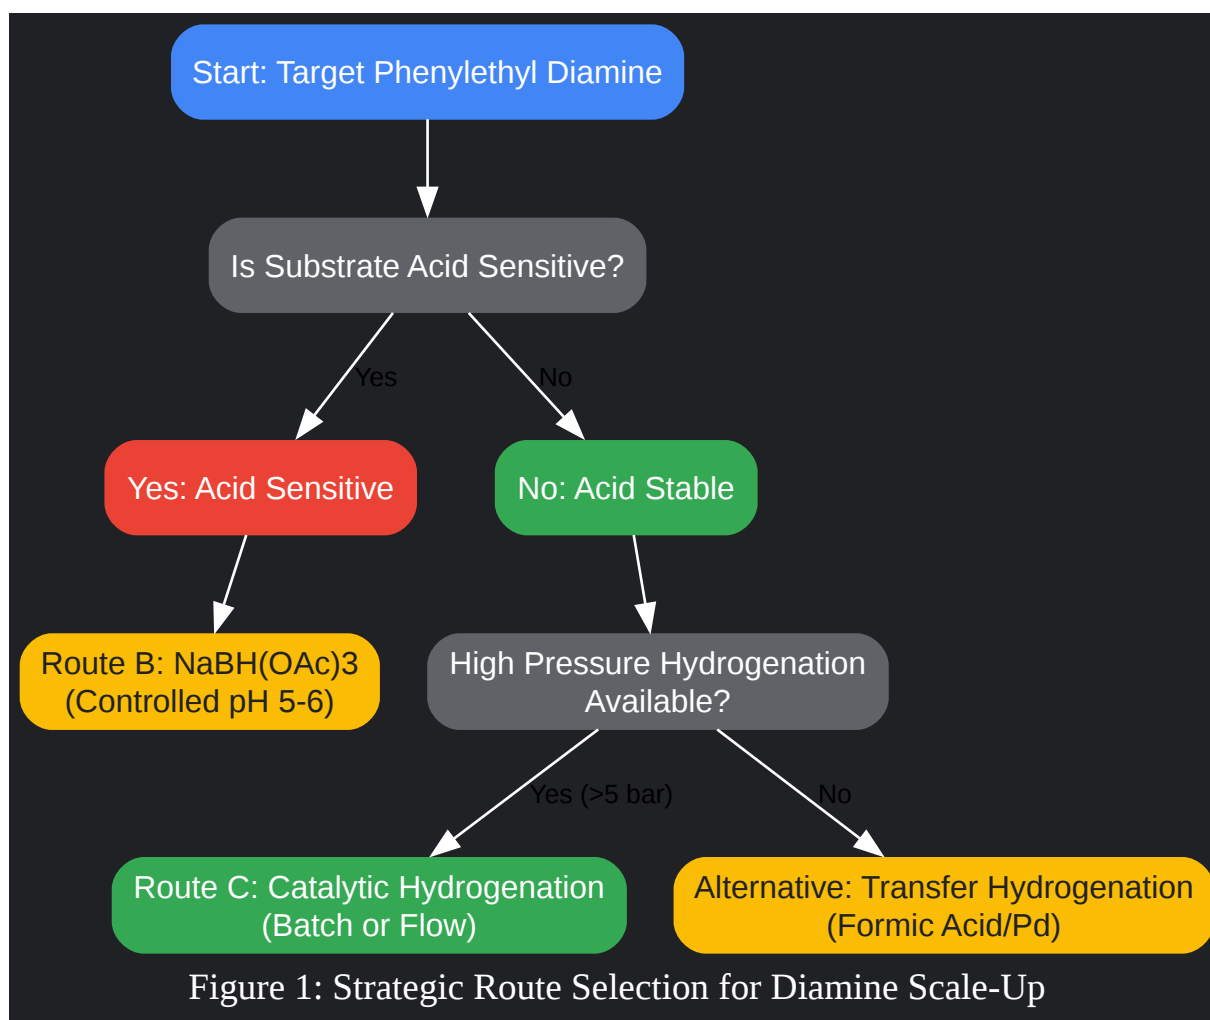 Start: Target Phenylethyl Diamine
Is Substrate Acid Sensitive?
Yes
No
Yes: Acid Sensitive
No: Acid Stable
Route B: NaBH(OAc)3
(Controlled pH 5-6)
High Pressure Hydrogenation
Available?
Yes (>5 bar)
No
Route C: Catalytic Hydrogenation
(Batch or Flow)
Alternative: Transfer Hydrogenation
(Formic Acid/Pd)
Figure 1: Strategic Route Selection for Diamine Scale-Up